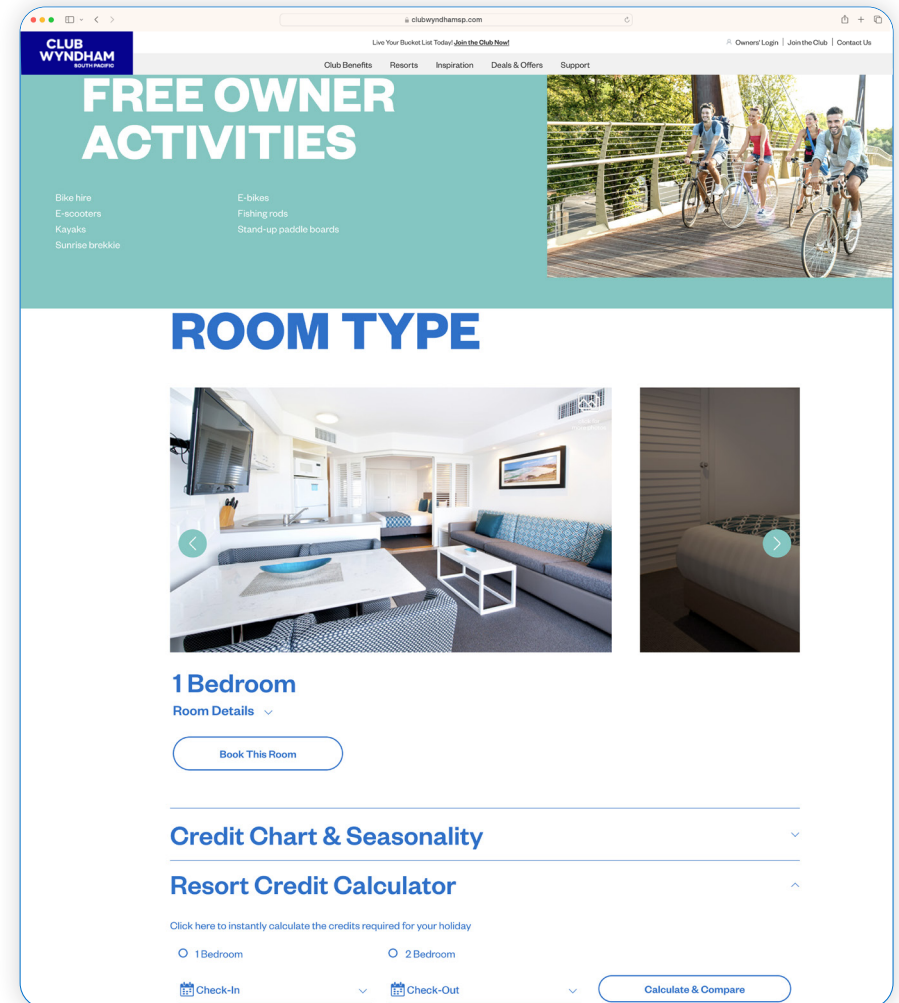 clubwyndhamsp.com
CLUB
WYNDHAM
SOUTH PACIFIC
Live Your Bucket List Today! Join the Club Now!
Owners' Login | Join the Club | Contact Us
Club Benefits Resorts Inspiration Deals & Offers Support
FREE OWNER
ACTIVITIES
Bike hire
E-scooters
Kayaks
Sunrise brekkie
E-bikes
Fishing rods
Stand-up paddle boards
ROOM TYPE
1 Bedroom
Room Details
Book This Room
Credit Chart & Seasonality
Resort Credit Calculator
Click here to instantly calculate the credits required for your holiday
1 Bedroom
2 Bedroom
Check-In
Check-Out
Calculate & Compare